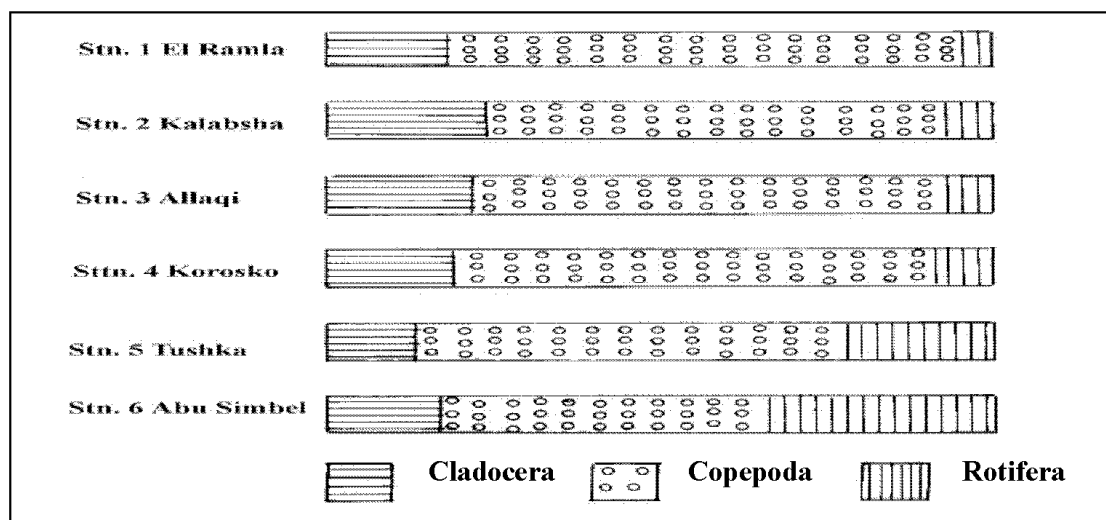 Stn. 1 El Ramla
Stn. 2 Kalabsha
Stn. 3 Allaqi
Sttn. 4 Korosko
Stn. 5 Tushka
Stn. 6 Abu Simbel
Cladocera Copepoda Rotifera